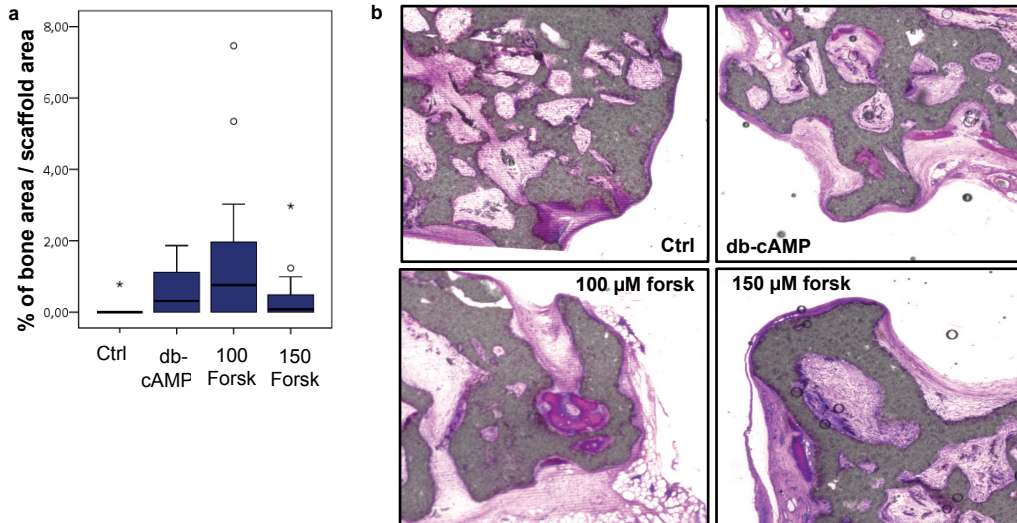 a
% of bone area / scaffold area
8,00
6,00
4,00
2,00
0,00
Ctrl
db-
cAMP
100
Forsk
150
Forsk
b
Ctrl
db-cAMP
100 µM forsk
150 µM forsk